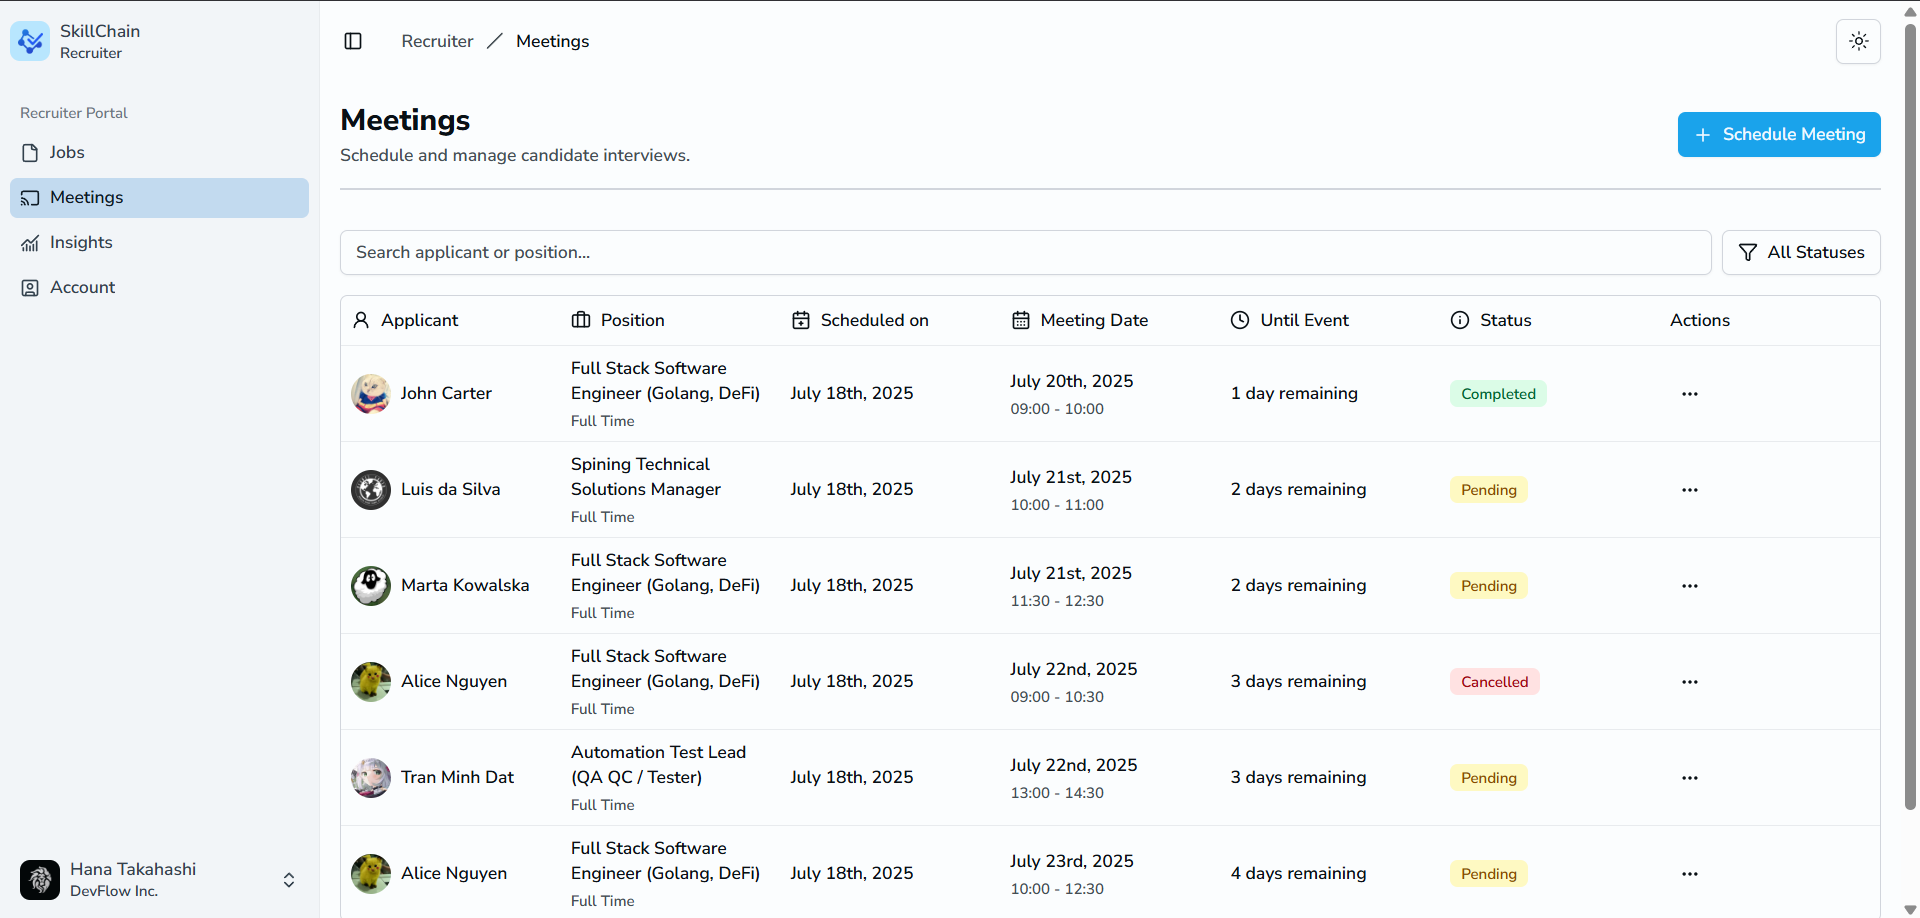 SkillChain
Recruiter
Recruiter Portal
Jobs
Meetings
Insights
Account
Hana Takahashi
DevFlow Inc.
Recruiter / Meetings
Meetings
Schedule and manage candidate interviews.
+ Schedule Meeting
Search applicant or position...
All Statuses
Applicant Position Scheduled on Meeting Date Until Event Status Actions
John Carter
Full Stack Software
Engineer (Golang, DeFi)
Full Time
July 18th, 2025
July 20th, 2025
09:00 - 10:00
1 day remaining
Completed
Luis da Silva
Spining Technical
Solutions Manager
Full Time
July 18th, 2025
July 21st, 2025
10:00 - 11:00
2 days remaining
Pending
Marta Kowalska
Full Stack Software
Engineer (Golang, DeFi)
Full Time
July 18th, 2025
July 21st, 2025
11:30 - 12:30
2 days remaining
Pending
Alice Nguyen
Full Stack Software
Engineer (Golang, DeFi)
Full Time
July 18th, 2025
July 22nd, 2025
09:00 - 10:30
3 days remaining
Cancelled
Tran Minh Dat
Automation Test Lead
(QA QC / Tester)
Full Time
July 18th, 2025
July 22nd, 2025
13:00 - 14:30
3 days remaining
Pending
Alice Nguyen
Full Stack Software
Engineer (Golang, DeFi)
Full Time
July 18th, 2025
July 23rd, 2025
10:00 - 12:30
4 days remaining
Pending